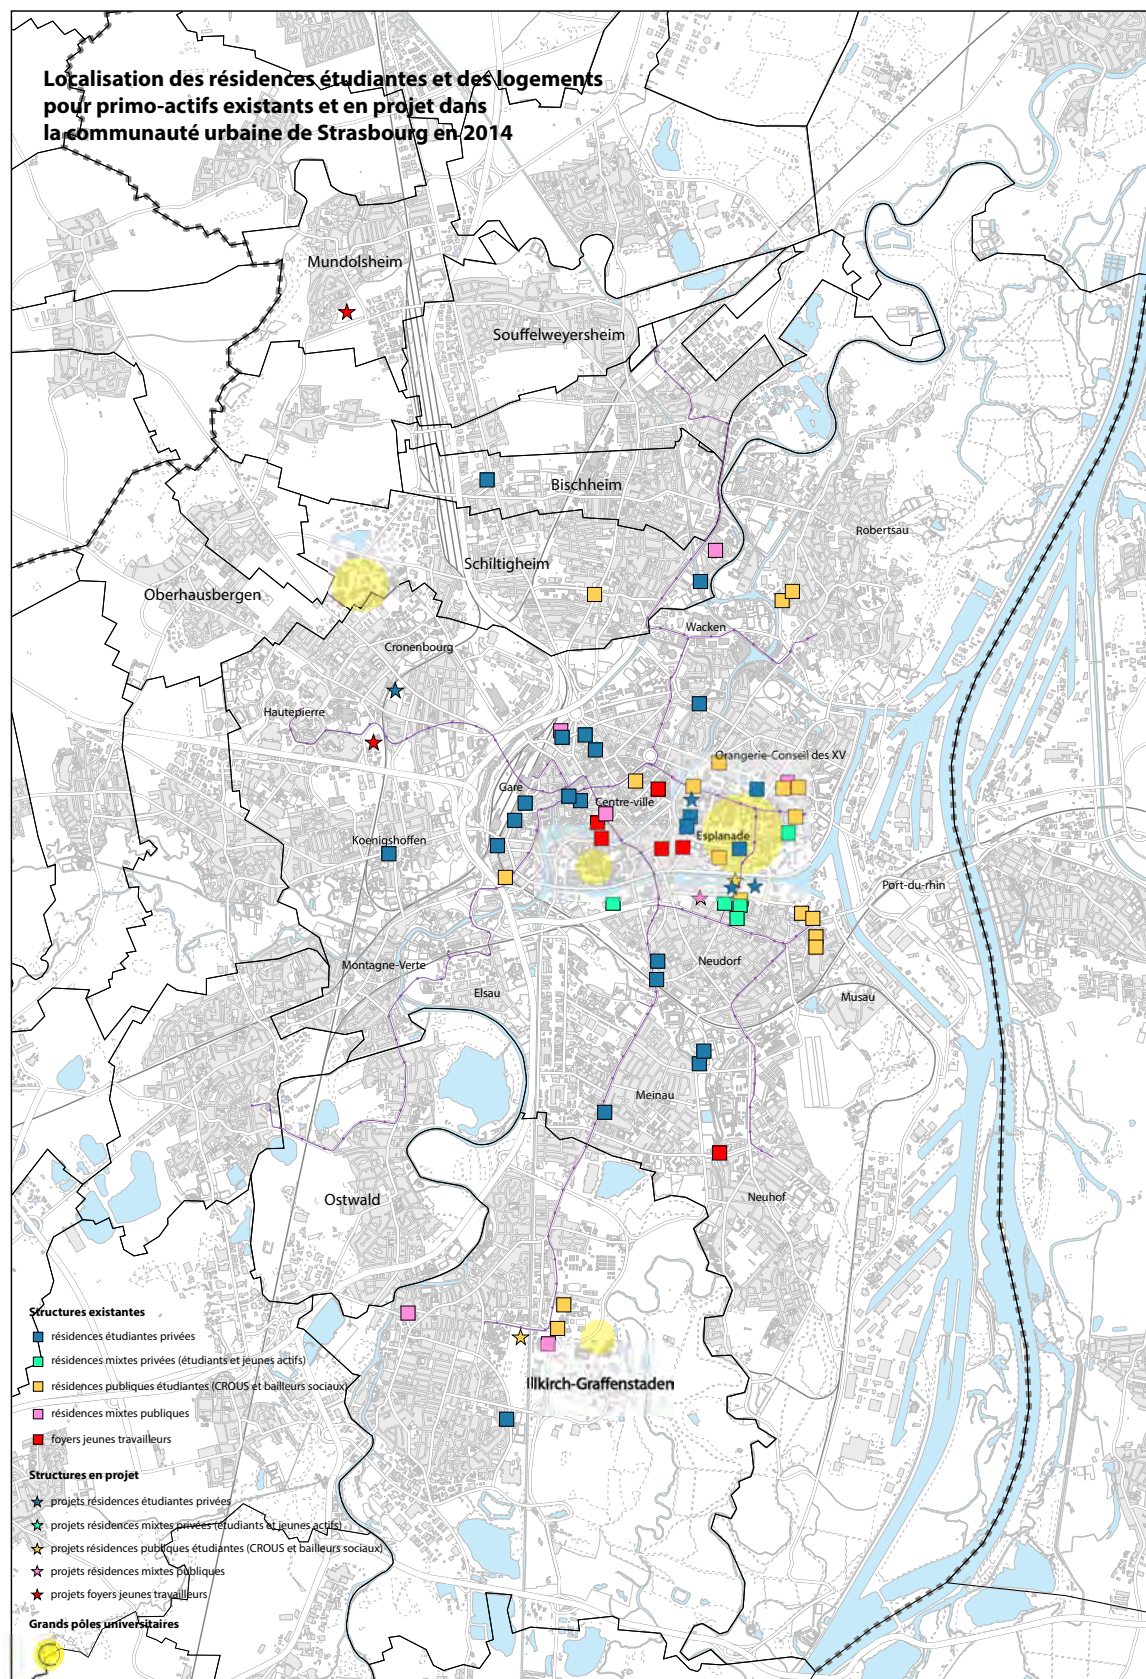 Localisation des résidences étudiantes et des logements
pour primo-actifs existants et en projet dans
la communauté urbaine de Strasbourg en 2014
Mundolsheim
Souffelweyersheim
Bischheim
Robertsau
Schiltigheim
Oberhausbergen
Wacken
Cronenbourg
Hautepierre
Orangerie-Conseil des XV
Gare
Centre-ville
Esplanade
Koenigshoffen
Port-du-rhin
Neudorf
Montagne-Verte
Elsau
Musau
Meinau
Neuhof
Ostwald
Illkirch-Graffenstaden
Structures existantes
résidences étudiantes privées
résidences mixtes privées (étudiants et jeunes actifs)
résidences publiques étudiantes (CROUS et bailleurs sociaux)
résidences mixtes publiques
foyers jeunes travailleurs
Structures en projet
projets résidences étudiantes privées
projets résidences mixtes privées (étudiants et jeunes actifs)
projets résidences publiques étudiantes (CROUS et bailleurs sociaux)
projets résidences mixtes publiques
projets foyers jeunes travailleurs
Grands pôles universitaires